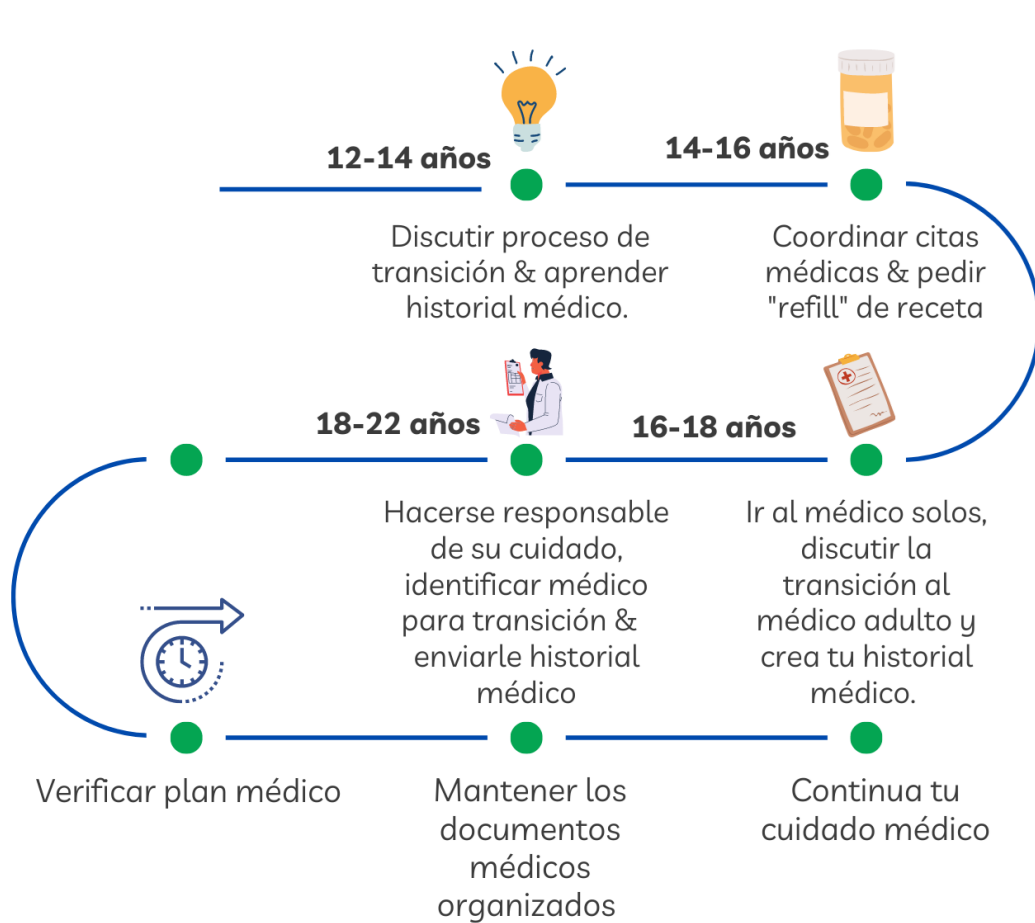 12-14 años
Discutir proceso de
transición & aprender
historial médico.
14-16 años
Coordinar citas
médicas & pedir
"refill" de receta
16-18 años
Ir al médico solos,
discutir la
transición al
médico adulto y
crea tu historial
médico.
18-22 años
Hacerse responsable
de su cuidado,
identificar médico
para transición &
enviarle historial
médico
Verificar plan médico
Mantener los
documentos
médicos
organizados
Continua tu
cuidado médico